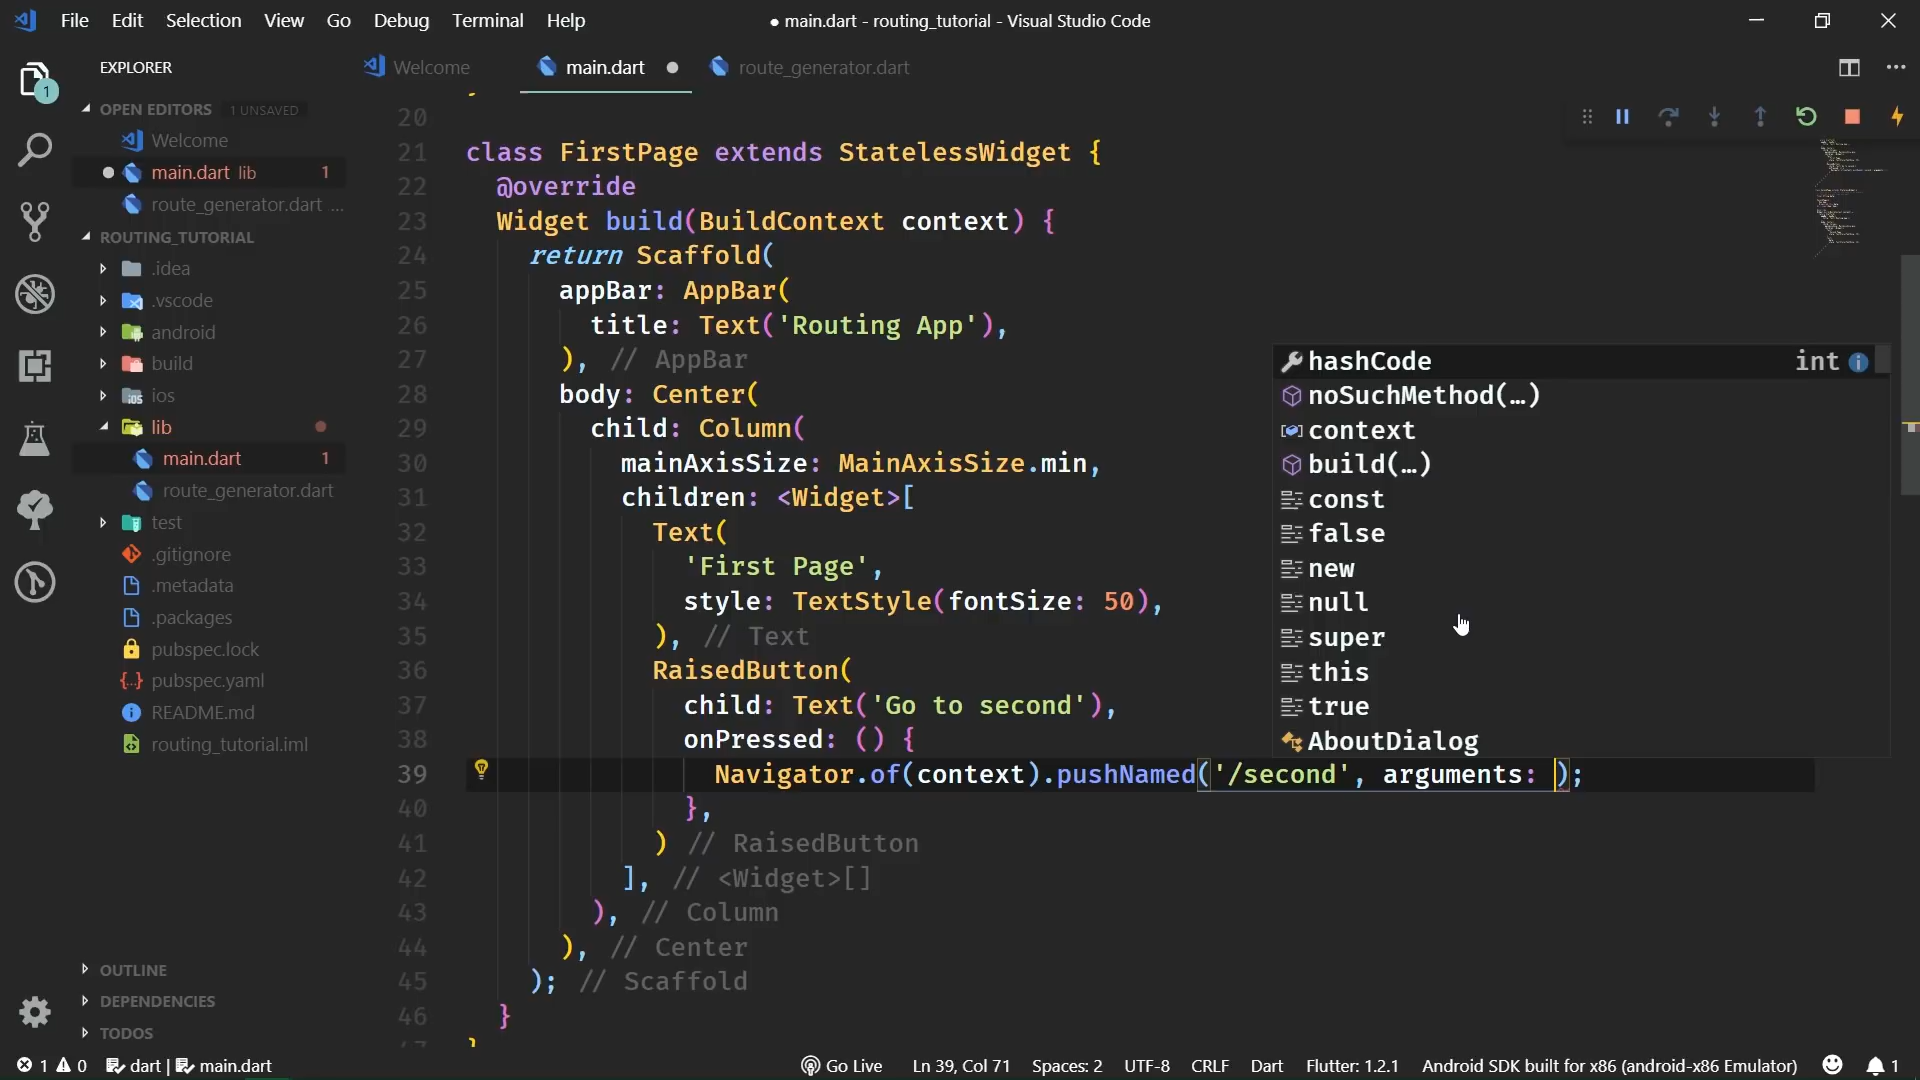 File Edit Selection View Go Debug Terminal Help
● main.dart - routing_tutorial - Visual Studio Code
EXPLORER
Welcome
main.dart
route_generator.dart
1
OPEN EDITORS 1 UNSAVED
Welcome
main.dart lib 1
route_generator.dart ...
ROUTING_TUTORIAL
.idea
.vscode
android
build
ios
lib
main.dart 1
route_generator.dart
test
.gitignore
.metadata
.packages
pubspec.lock
pubspec.yaml
README.md
routing_tutorial.iml
OUTLINE
DEPENDENCIES
TODOS
20
21 class FirstPage extends StatelessWidget {
22 @override
23 Widget build(BuildContext context) {
24 return Scaffold(
25 appBar: AppBar(
26 title: Text('Routing App'),
27 ), // AppBar
28 body: Center(
29 child: Column(
30 mainAxisSize: MainAxisSize.min,
31 children: <Widget>[
32 Text(
33 'First Page',
34 style: TextStyle(fontSize: 50),
35 ), // Text
36 RaisedButton(
37 child: Text('Go to second'),
38 onPressed: () {
39 Navigator.of(context).pushNamed('/second', arguments: );
40 },
41 ) // RaisedButton
42 ], // <Widget>[]
43 ), // Column
44 ), // Center
45 ); // Scaffold
46 }
47 }
hashCode int
noSuchMethod(…)
context
build(…)
const
false
new
null
super
this
true
AboutDialog
1 0 dart | main.dart
Go Live Ln 39, Col 71 Spaces: 2 UTF-8 CRLF Dart Flutter: 1.2.1 Android SDK built for x86 (android-x86 Emulator) 1